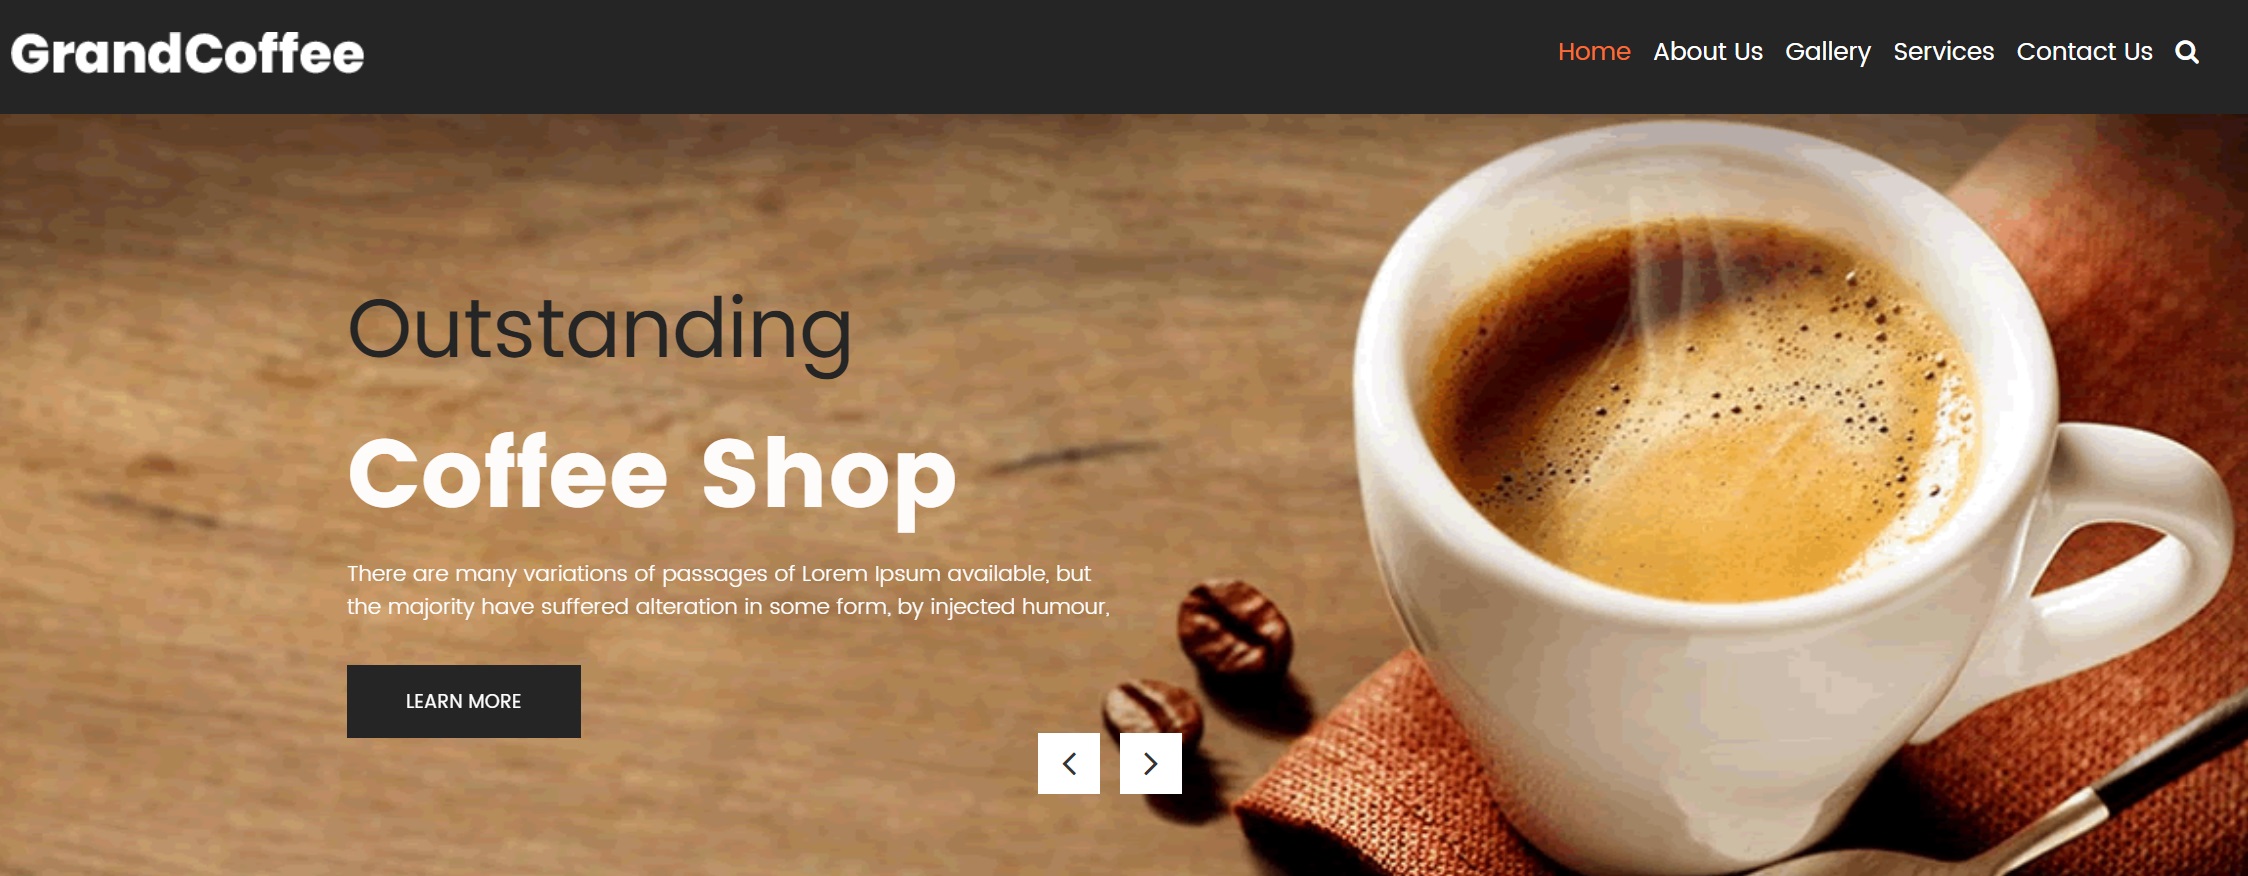 GrandCoffee
Home About Us Gallery Services Contact Us
Outstanding
Coffee Shop
There are many variations of passages of Lorem Ipsum available, but
the majority have suffered alteration in some form, by injected humour,
LEARN MORE